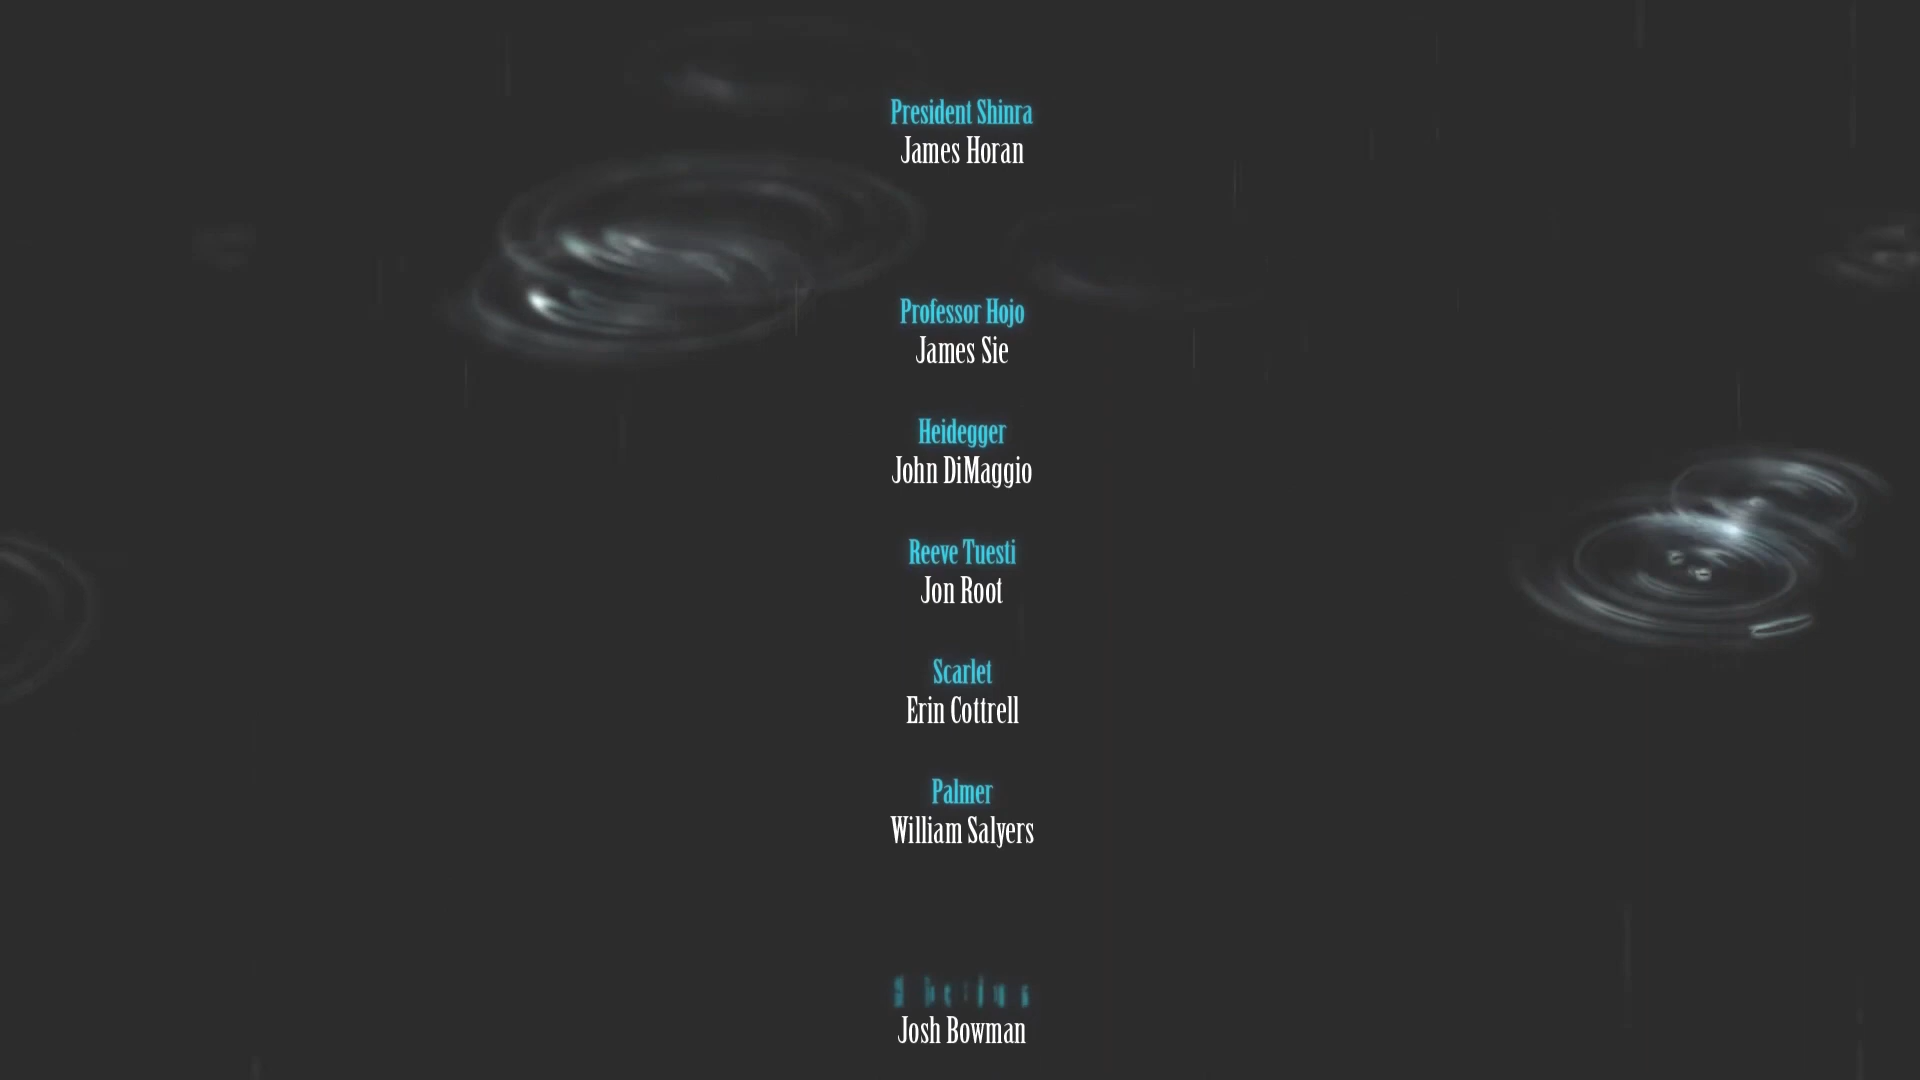 President Shinra
James Horan
Professor Hojo
James Sie
Heidegger
John DiMaggio
Reeve Tuesti
Jon Root
Scarlet
Erin Cottrell
Palmer
William Salyers
Josh Bowman